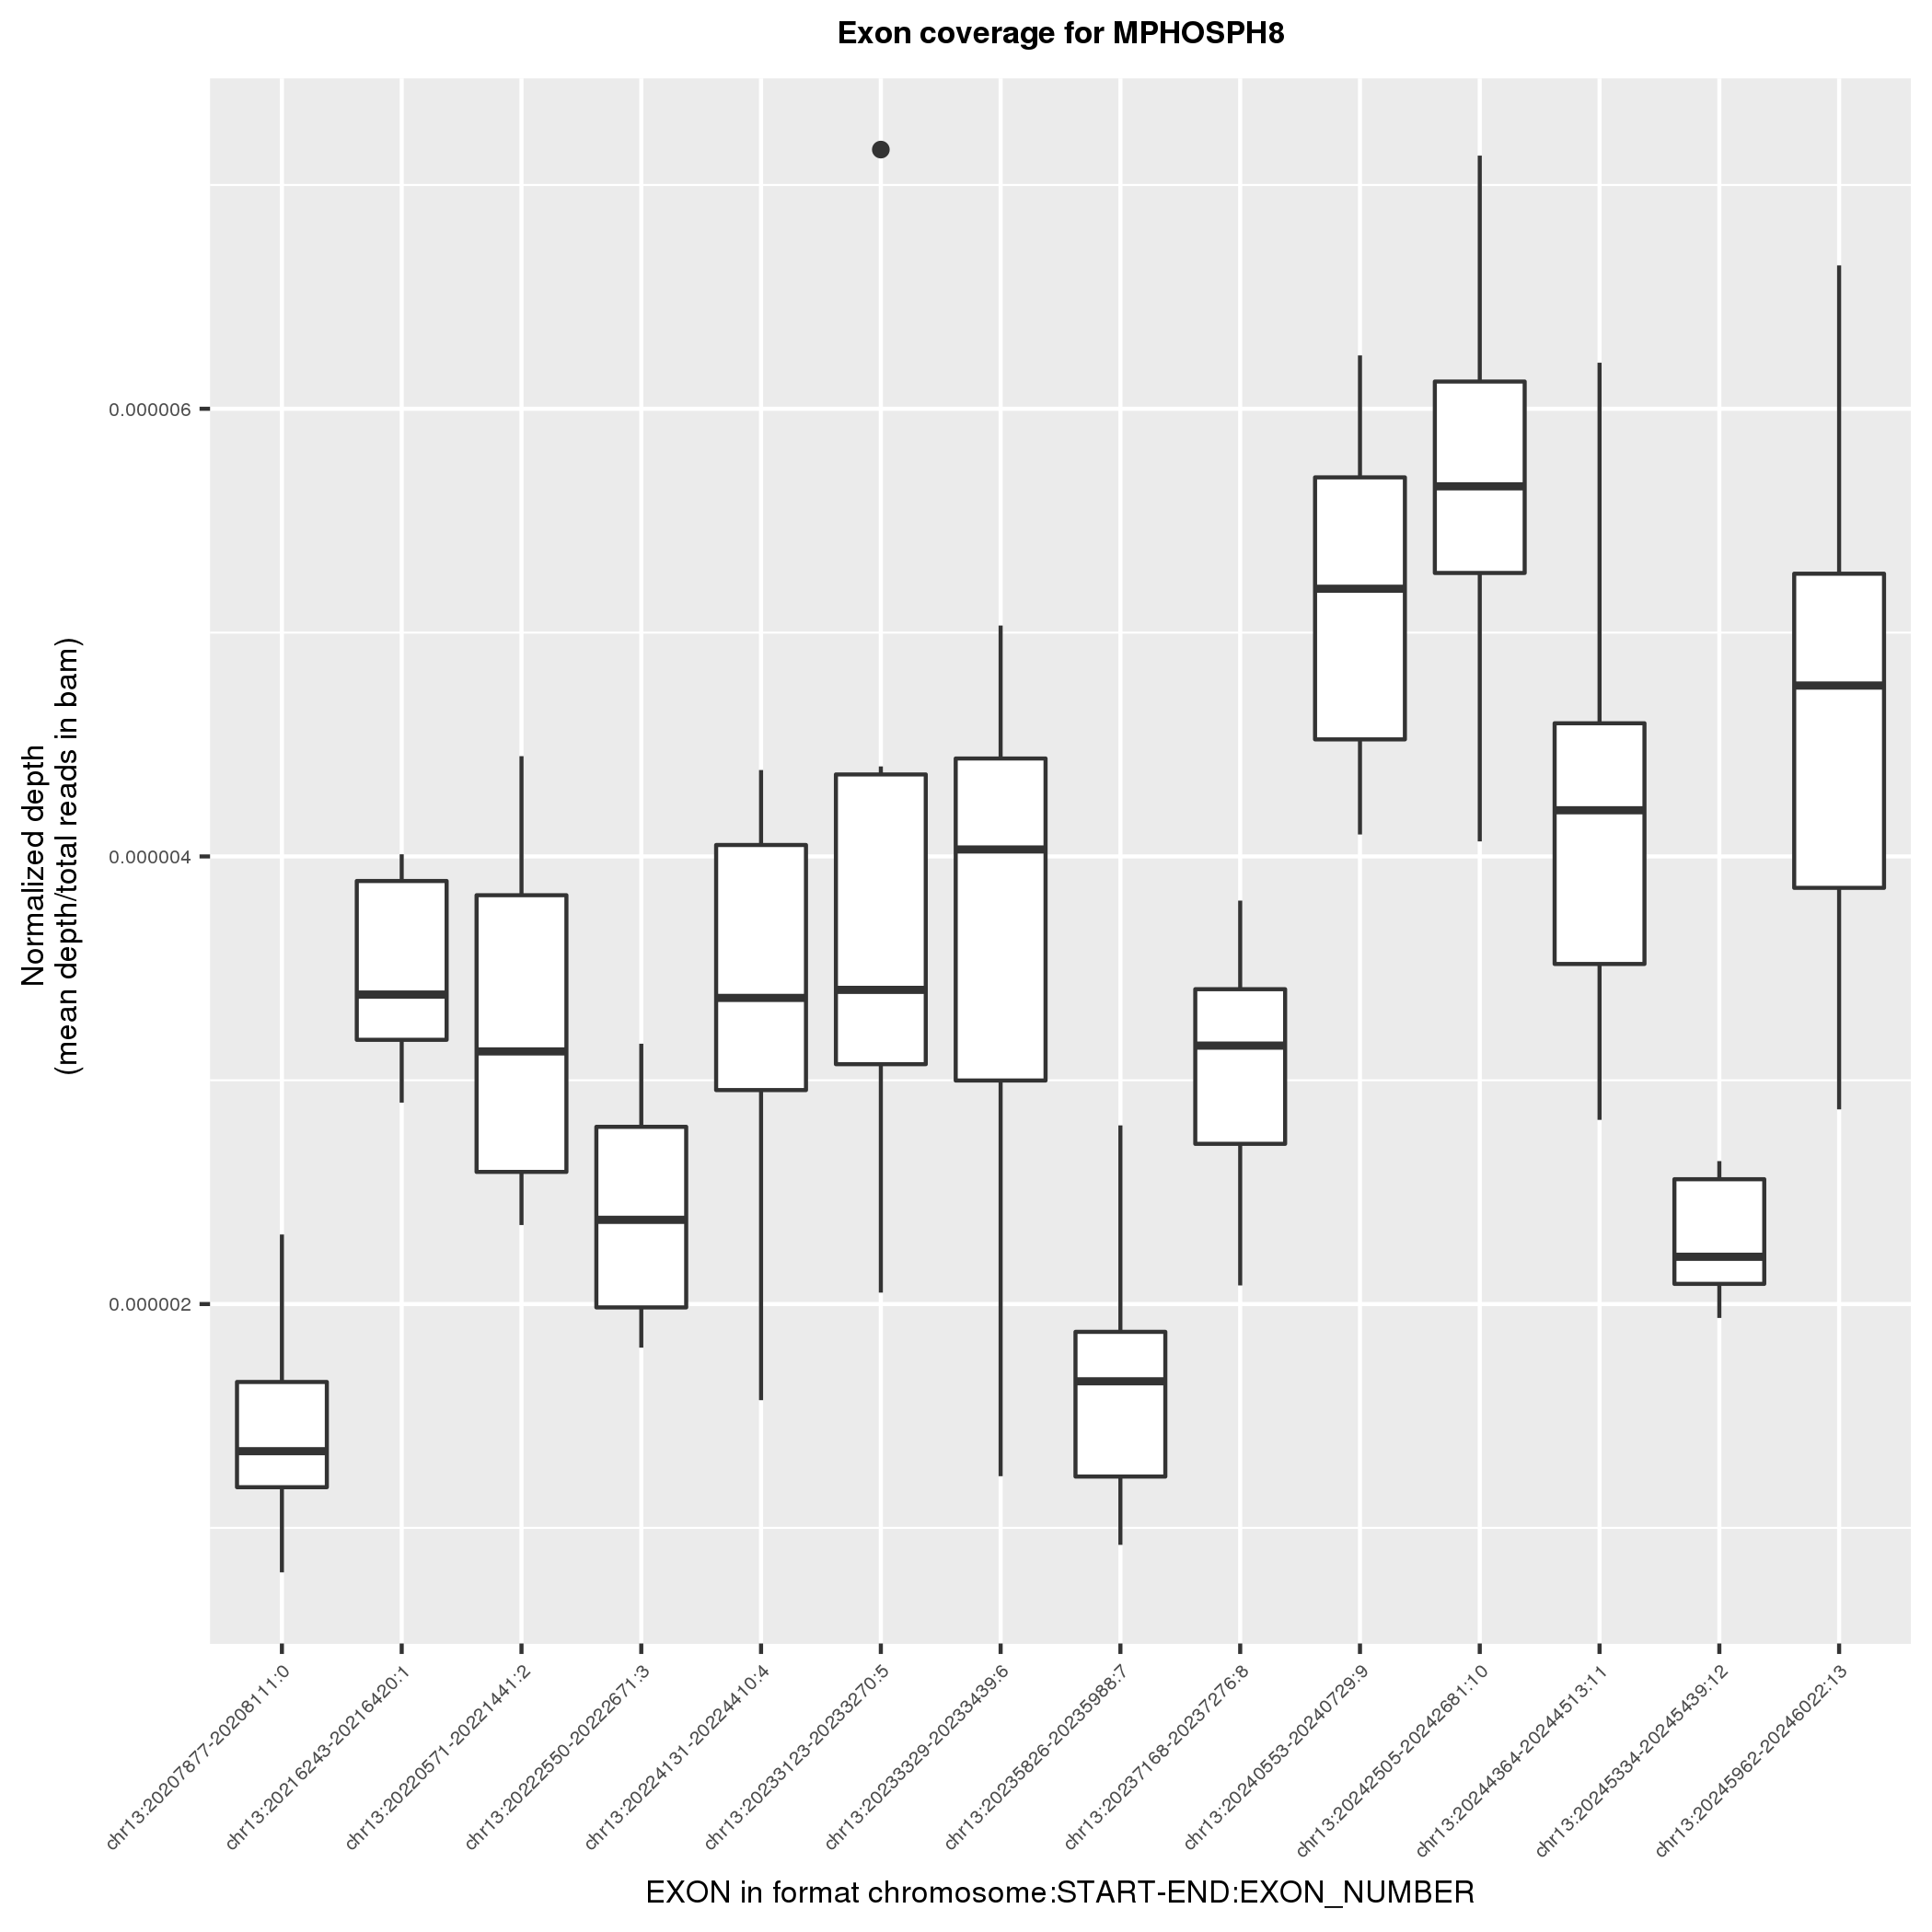 Exon coverage for MPHOSPH8
Normalized depth
(mean depth/total reads in bam)
0.000006
0.000004
0.000002
chr13:20207877-20208111:0
chr13:20216243-20216420:1
chr13:20220571-20221441:2
chr13:20222550-20222671:3
chr13:20224131-20224410:4
chr13:20233123-20233270:5
chr13:20233329-20233439:6
chr13:20235826-20235988:7
chr13:20237168-20237276:8
chr13:20240553-20240729:9
chr13:20242505-20242681:10
chr13:20244364-20244513:11
chr13:20245334-20245439:12
chr13:20245962-20246022:13
EXON in format chromosome:START-END:EXON_NUMBER